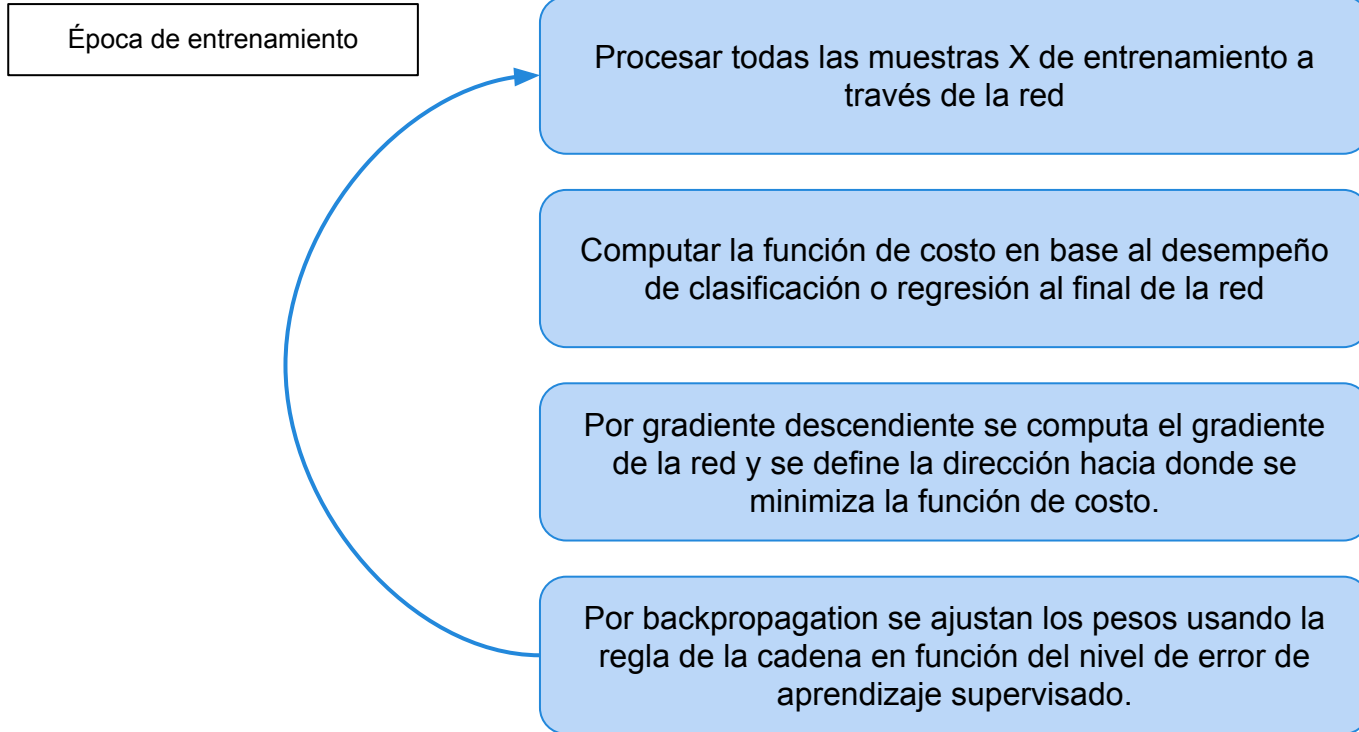 Época de entrenamiento
Procesar todas las muestras X de entrenamiento a
través de la red
Computar la función de costo en base al desempeño
de clasificación o regresión al final de la red
Por gradiente descendiente se computa el gradiente
de la red y se define la dirección hacia donde se
minimiza la función de costo.
Por backpropagation se ajustan los pesos usando la
regla de la cadena en función del nivel de error de
aprendizaje supervisado.